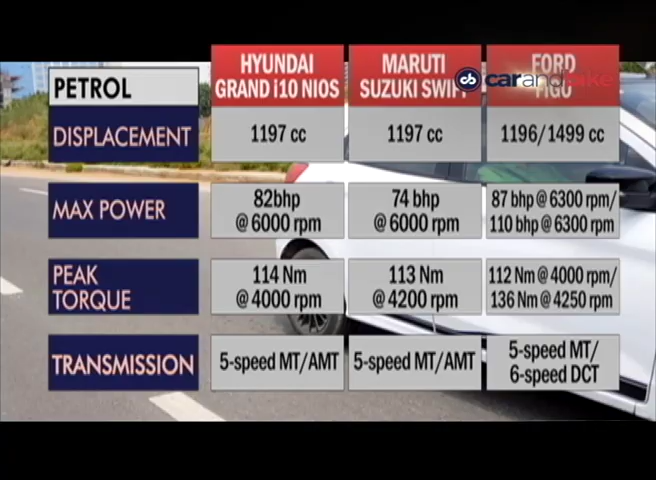 PETROL
HYUNDAI
GRAND i10 NIOS
MARUTI
SUZUKI SWIFT
FORD
FIGO
carandbike
DISPLACEMENT
1197 cc
1197 cc
1196/1499 cc
MAX POWER
82bhp
@ 6000 rpm
74 bhp
@ 6000 rpm
87 bhp @ 6300 rpm/
110 bhp @ 6300 rpm
PEAK
TORQUE
114 Nm
@ 4000 rpm
113 Nm
@ 4200 rpm
112 Nm @ 4000 rpm/
136 Nm @ 4250 rpm
TRANSMISSION
5-speed MT/AMT
5-speed MT/AMT
5-speed MT/
6-speed DCT